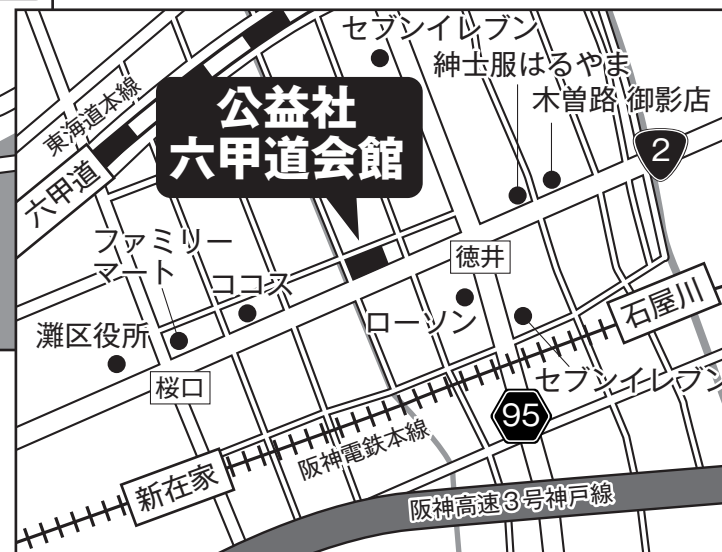 セブンイレブン
紳士服はるやま
木曽路 御影店
2
東海道本線
公益社
六甲道会館
六甲道
ファミリー
マート
ココス
徳井
灘区役所
ローソン
石屋川
桜口
セブンイレブン
95
阪神電鉄本線
新在家
阪神高速3号神戸線